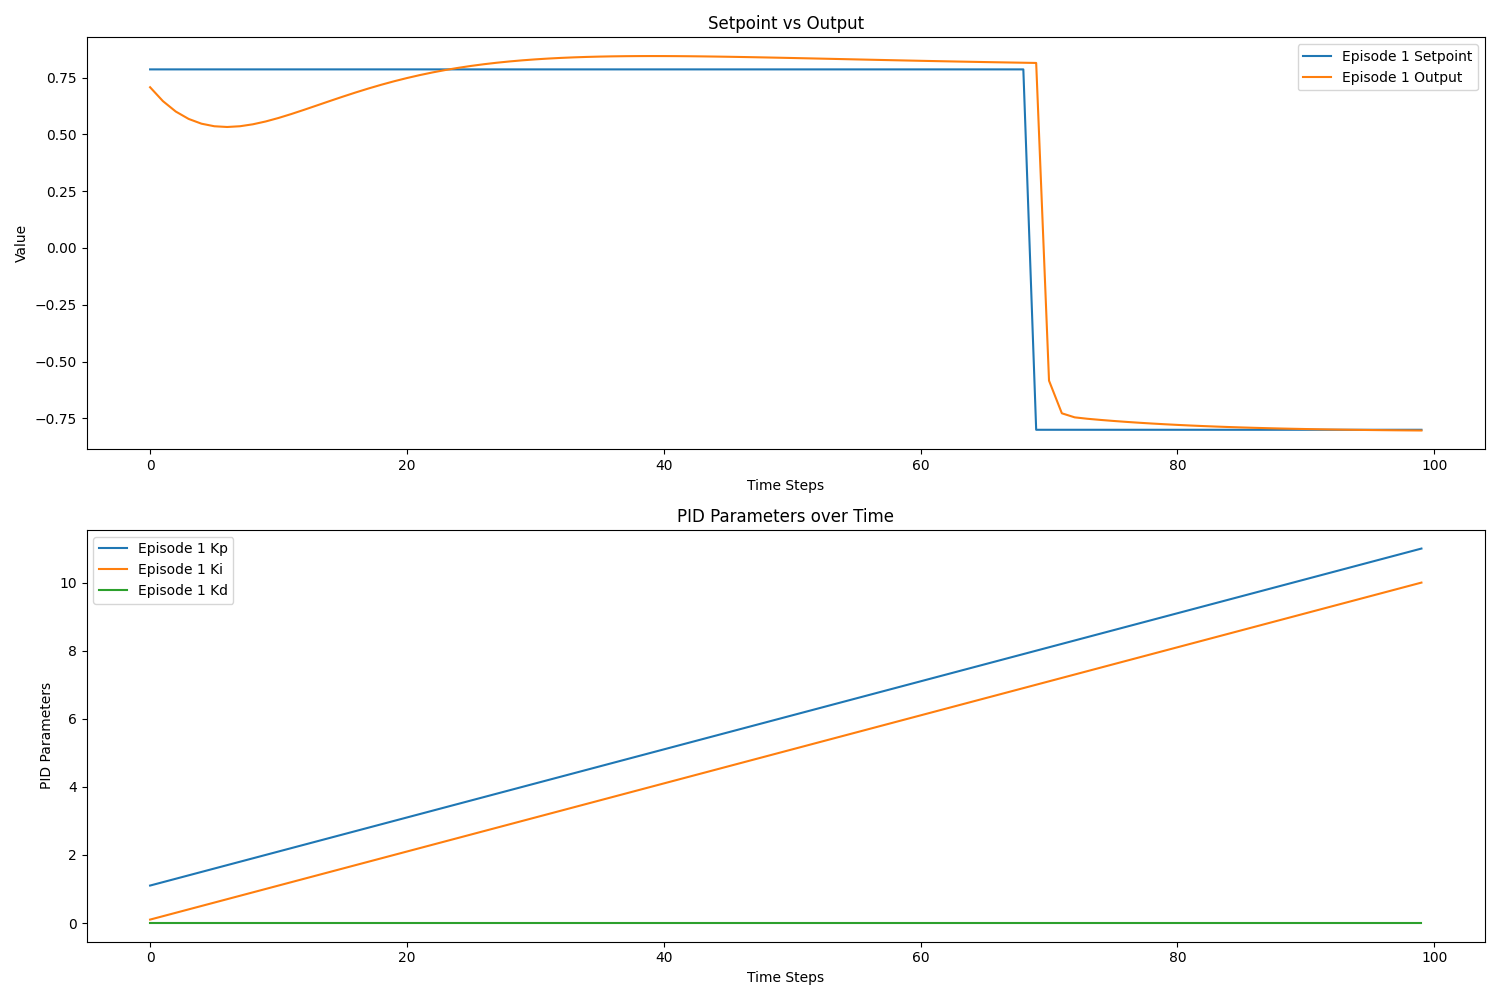 Setpoint vs Output
Episode 1 Setpoint
Episode 1 Output
0.75
0.50
0.25
0.00
−0.25
−0.50
−0.75
Value
0 20 40 60 80 100
Time Steps
PID Parameters over Time
Episode 1 Kp
Episode 1 Ki
Episode 1 Kd
10
8
6
4
2
0
PID Parameters
0 20 40 60 80 100
Time Steps